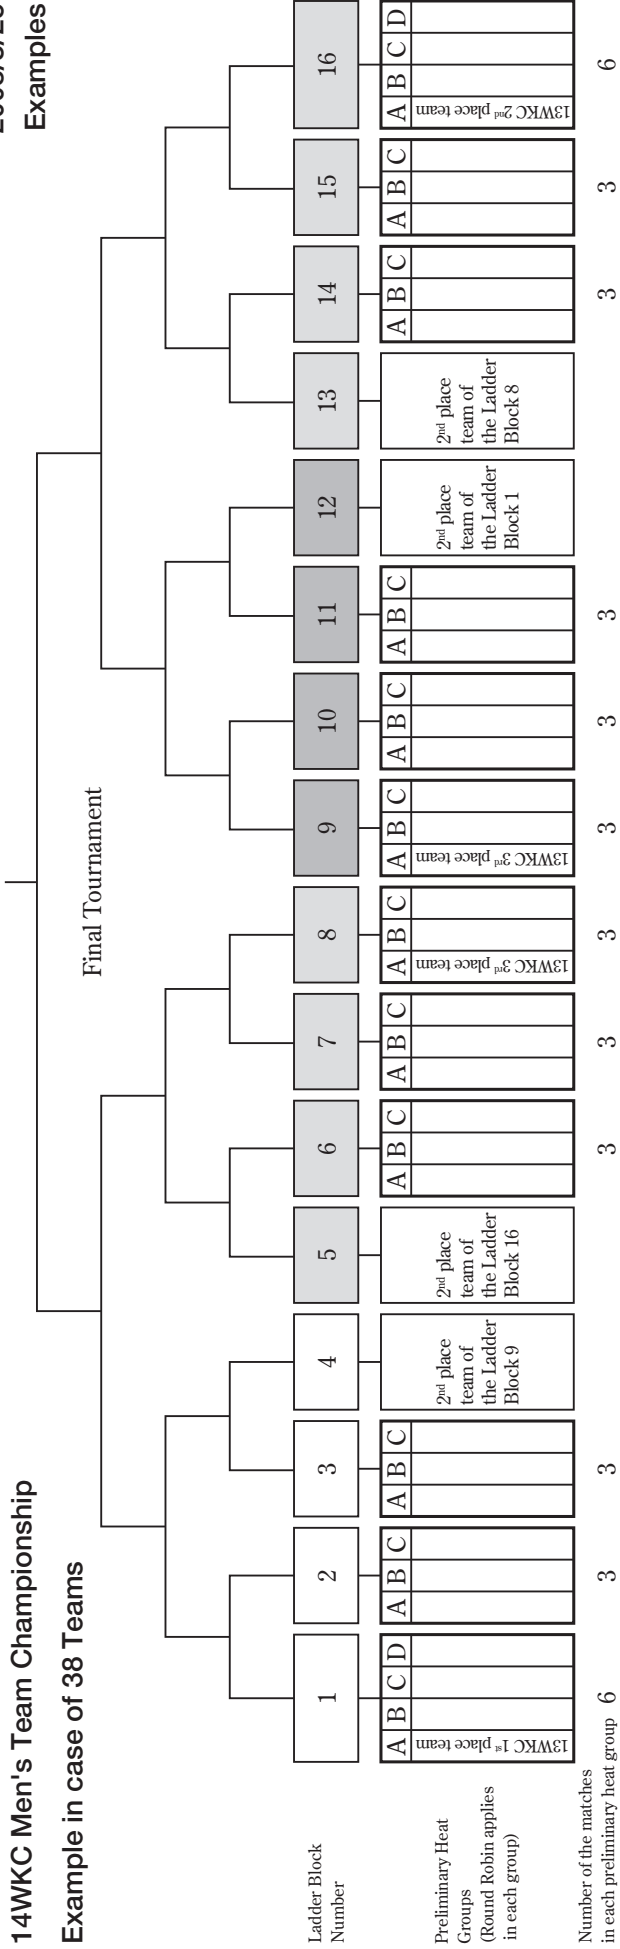 14WKC Men's Team Championship
Examples
Example in case of 38 Teams
Final Tournament
Ladder Block
Number
1 2 3 4 5 6 7 8 9 10 11 12 13 14 15 16
Preliminary Heat
Groups
(Round Robin applies
in each group)
A B C D
13WKC 1st place team
A B C
A B C
2nd place
team of
the Ladder
Block 9
2nd place
team of
the Ladder
Block 16
A B C
A B C
A B C
13WKC 3rd place team
A B C
13WKC 3rd place team
A B C
A B C
2nd place
team of
the Ladder
Block 1
2nd place
team of
the Ladder
Block 8
A B C
A B C
A B C D
13WKC 2nd place team
Number of the matches
in each preliminary heat group 6 3 3 3 3 3 3 3 3 3 3 6